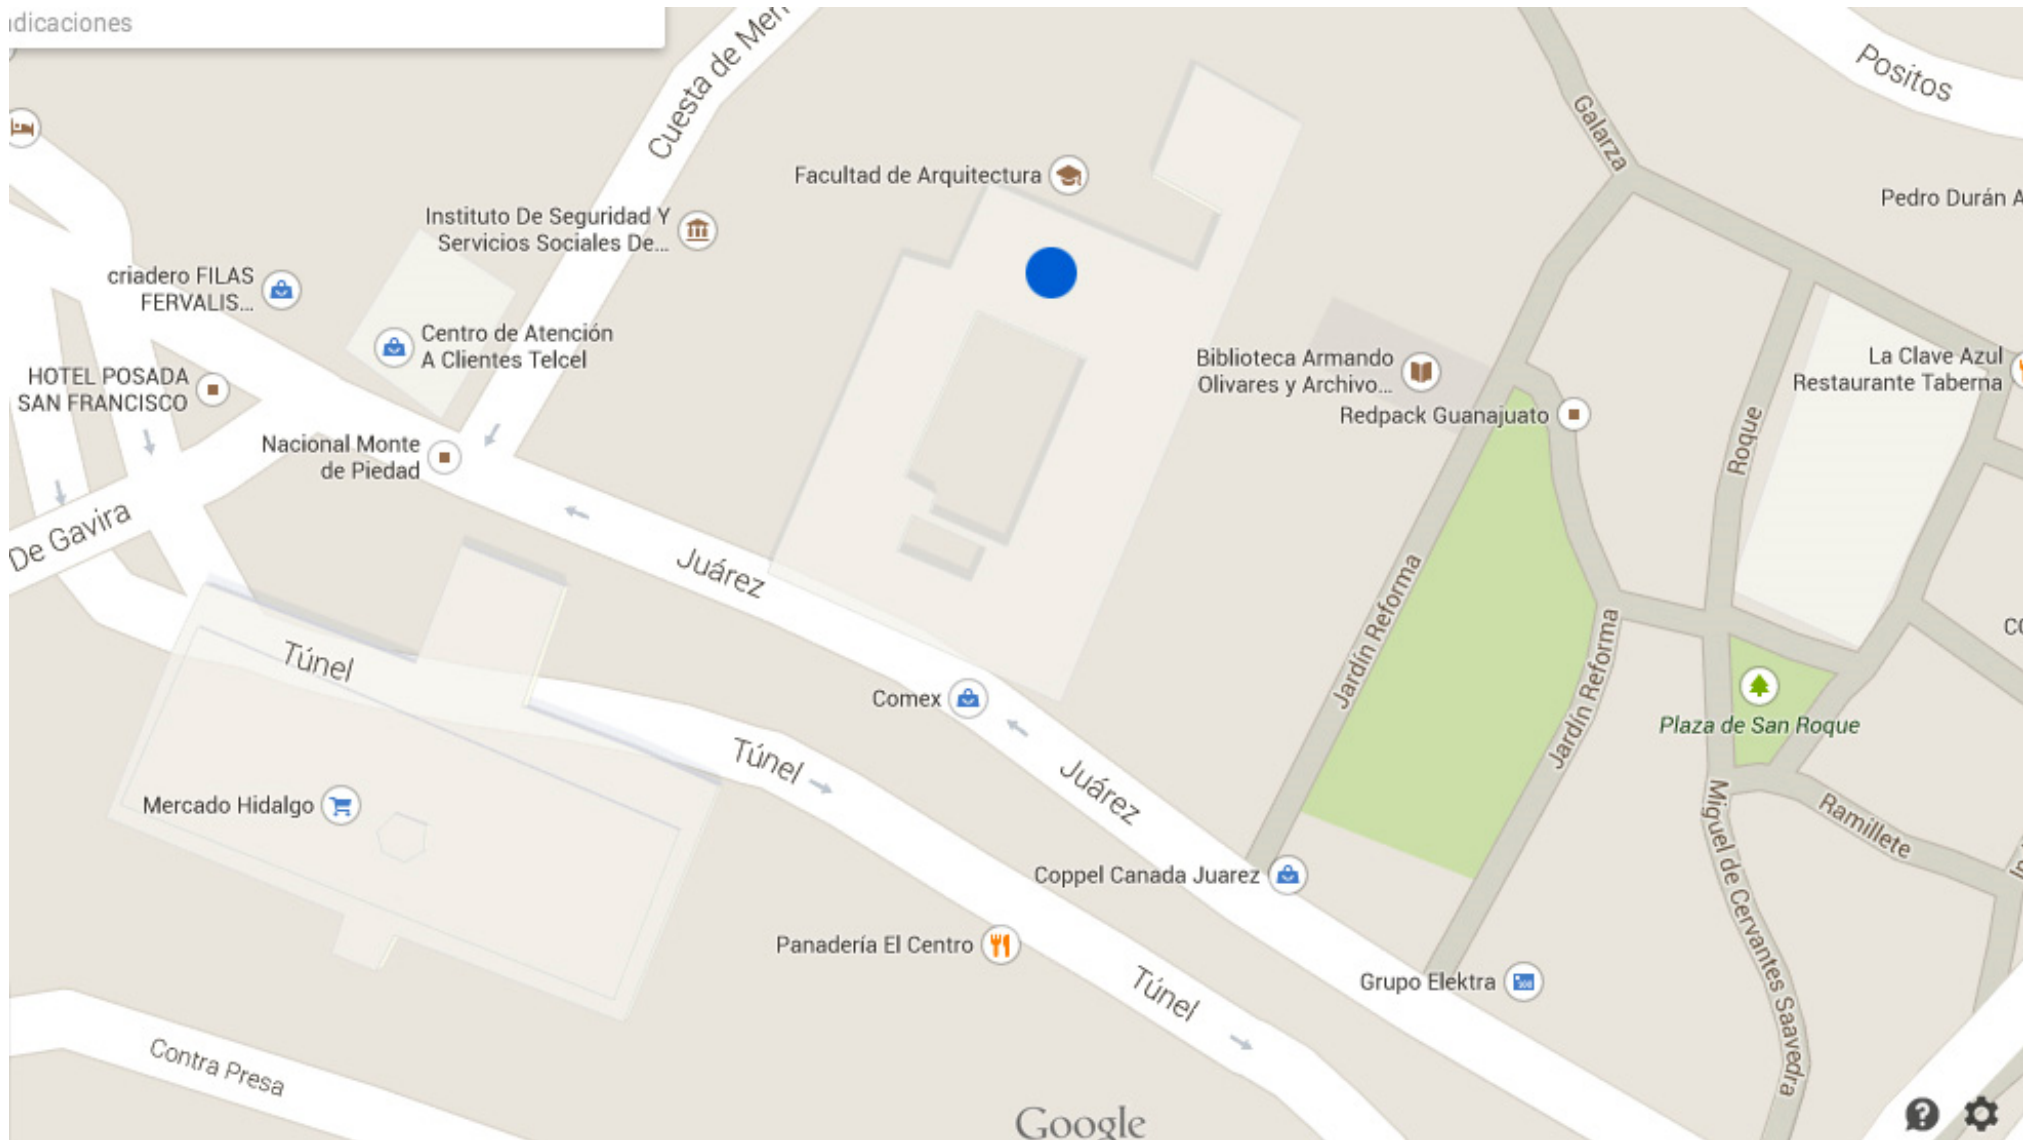 Cuesta de Mer
Positos
Galarza
Facultad de Arquitectura
Pedro Durán A
Instituto De Seguridad Y
Servicios Sociales De...
criadero FILAS
FERVALIS...
Centro de Atención
A Clientes Telcel
HOTEL POSADA
SAN FRANCISCO
Biblioteca Armando
Olivares y Archivo...
La Clave Azul
Restaurante Taberna
Redpack Guanajuato
Roque
Nacional Monte
de Piedad
De Gavira
Juárez
Jardín Reforma
Jardín Reforma
Túnel
Comex
Plaza de San Roque
Túnel
Juárez
Mercado Hidalgo
Ramillete
Miguel de Cervantes Saavedra
Coppel Canada Juarez
Panadería El Centro
Grupo Elektra
Túnel
Contra Presa
Google